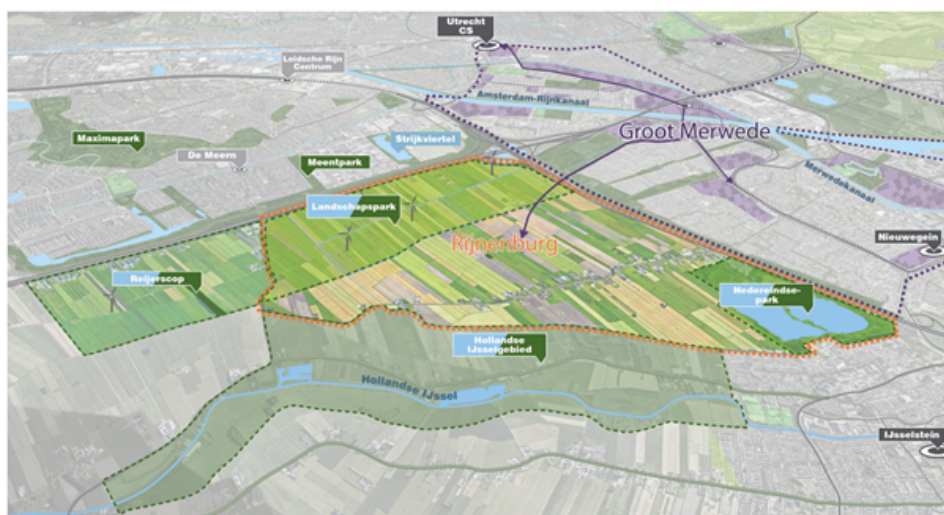 Utrecht
CS
Leidsche Rijn
Centrum
Amsterdam-Rijnkanaal
Groot Merwede
Maximapark
Strijkviertel
De Meern
Meentpark
Merwedekanaal
Landschapspark
Rijnenburg
Nieuwegein
Reijerscop
Nedereindse-
park
Hollandse
IJsselgebied
Hollandse IJssel
IJsselstein